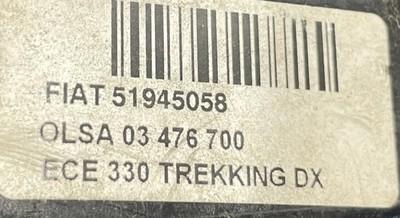 FIAT 51945058
OLSA 03 476 700
ECE 330 TREKKING DX